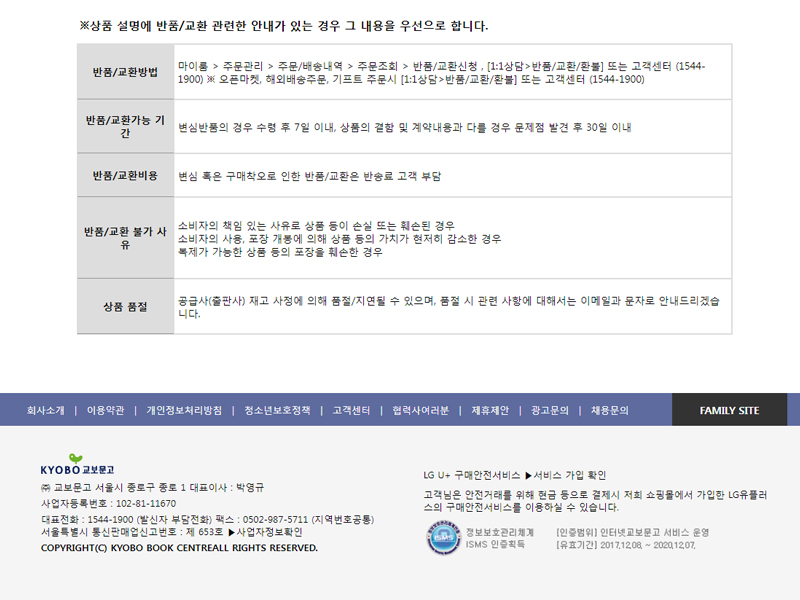 ※상품 설명에 반품/교환 관련한 안내가 있는 경우 그 내용을 우선으로 합니다.
반품/교환방법
마이룸 > 주문관리 > 주문/배송내역 > 주문조회 > 반품/교환신청 , [1:1상담>반품/교환/환불] 또는 고객센터 (1544-
1900) ※ 오픈마켓, 해외배송주문, 기프트 주문시 [1:1상담>반품/교환/환불] 또는 고객센터 (1544-1900)
반품/교환가능 기
간
변심반품의 경우 수령 후 7일 이내, 상품의 결함 및 계약내용과 다를 경우 문제점 발견 후 30일 이내
반품/교환비용
변심 혹은 구매착오로 인한 반품/교환은 반송료 고객 부담
반품/교환 불가 사
유
소비자의 책임 있는 사유로 상품 등이 손실 또는 훼손된 경우
소비자의 사용, 포장 개봉에 의해 상품 등의 가치가 현저히 감소한 경우
복제가 가능한 상품 등의 포장을 훼손한 경우
상품 품절
공급사(출판사) 재고 사정에 의해 품절/지연될 수 있으며, 품절 시 관련 사항에 대해서는 이메일과 문자로 안내드리겠습
니다.
회사소개 | 이용약관 | 개인정보처리방침 | 청소년보호정책 | 고객센터 | 협력사여러분 | 제휴제안 | 광고문의 | 채용문의
FAMILY SITE
KYOBO 교보문고
㈜ 교보문고 서울시 종로구 종로 1 대표이사 : 박영규
사업자등록번호 : 102-81-11670
대표전화 : 1544-1900 (발신자 부담전화) 팩스 : 0502-987-5711 (지역번호공통)
서울특별시 통신판매업신고번호 : 제 653호 ▶사업자정보확인
COPYRIGHT(C) KYOBO BOOK CENTREALL RIGHTS RESERVED.
LG U+ 구매안전서비스 ▶서비스 가입 확인
고객님은 안전거래를 위해 현금 등으로 결제시 저희 쇼핑몰에서 가입한 LG유플러
스의 구매안전서비스를 이용하실 수 있습니다.
ISMS
정보보호관리체계
ISMS 인증획득
[인증범위] 인터넷교보문고 서비스 운영
[유효기간] 2017.12.08. ~ 2020.12.07.